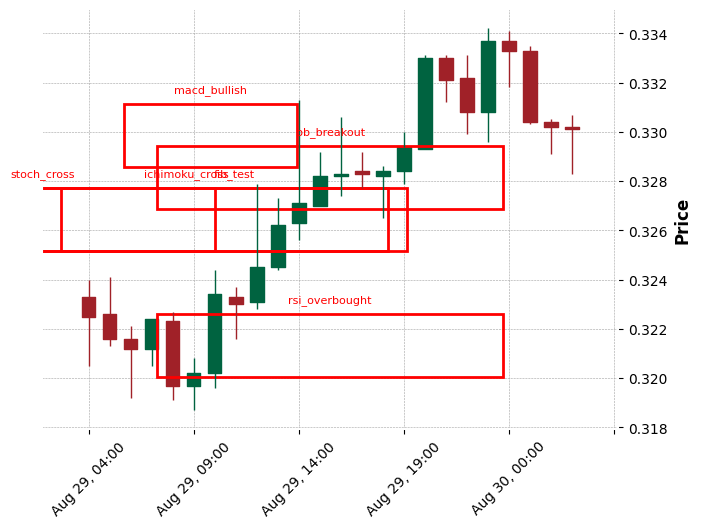 0.334
macd_bullish
0.332
bb_breakout
0.330
stoch_cross
ichimoku_cross
fib_test
0.328
0.326
0.324
rsi_overbought
0.322
0.320
0.318
Price
Aug 29, 04:00
Aug 29, 09:00
Aug 29, 14:00
Aug 29, 19:00
Aug 30, 00:00